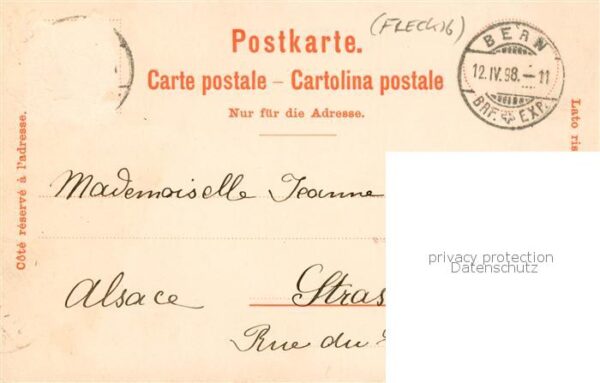 (FLECK 16)
Postkarte.
Carte postale – Cartolina postale
Nur für die Adresse.
BERN
12.IV.98.–11
BRF. EXP.
Côté réservé à l'adresse.
Lato ris
Mademoiselle Jeanne
Alsace Stras
Rue du
privacy protection
Datenschutz